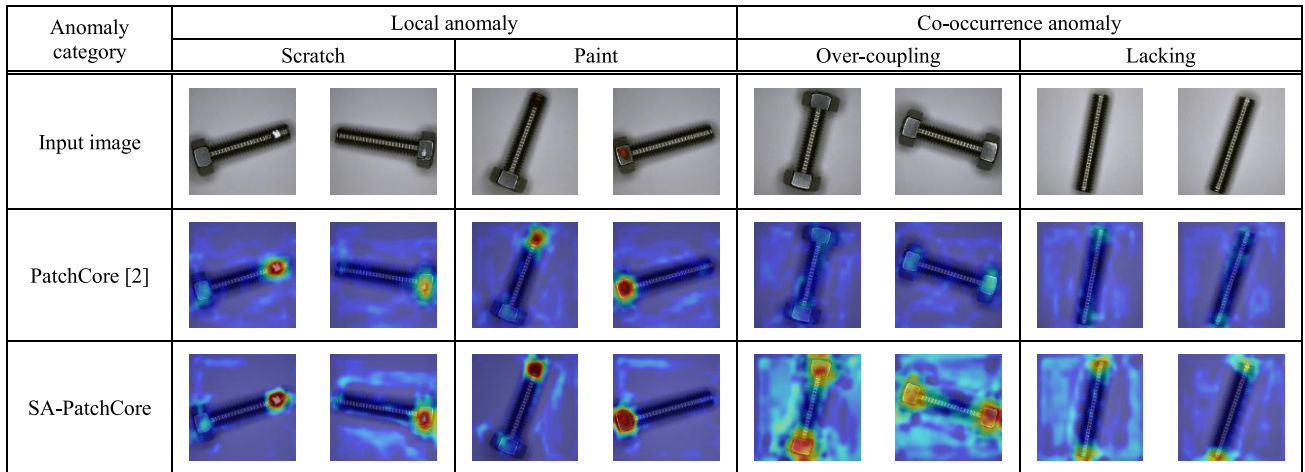 Anomaly
category
Local anomaly
Co-occurrence anomaly
Scratch
Paint
Over-coupling
Lacking
Input image
PatchCore [2]
SA-PatchCore